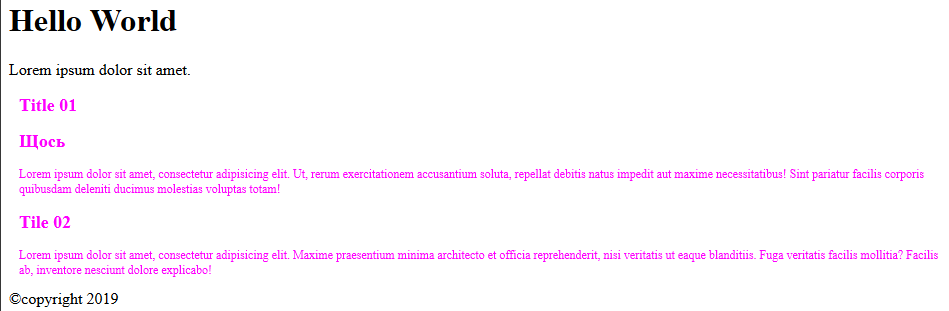 Hello World
Lorem ipsum dolor sit amet.
Title 01
Щось
Lorem ipsum dolor sit amet, consectetur adipisicing elit. Ut, rerum exercitationem accusantium soluta, repellat debitis natus impedit aut maxime necessitatibus! Sint pariatur facilis corporis
quibusdam deleniti ducimus molestias voluptas totam!
Tile 02
Lorem ipsum dolor sit amet, consectetur adipisicing elit. Maxime praesentium minima architecto et officia reprehenderit, nisi veritatis ut eaque blanditiis. Fuga veritatis facilis mollitia? Facilis
ab, inventore nesciunt dolore explicabo!
©copyright 2019